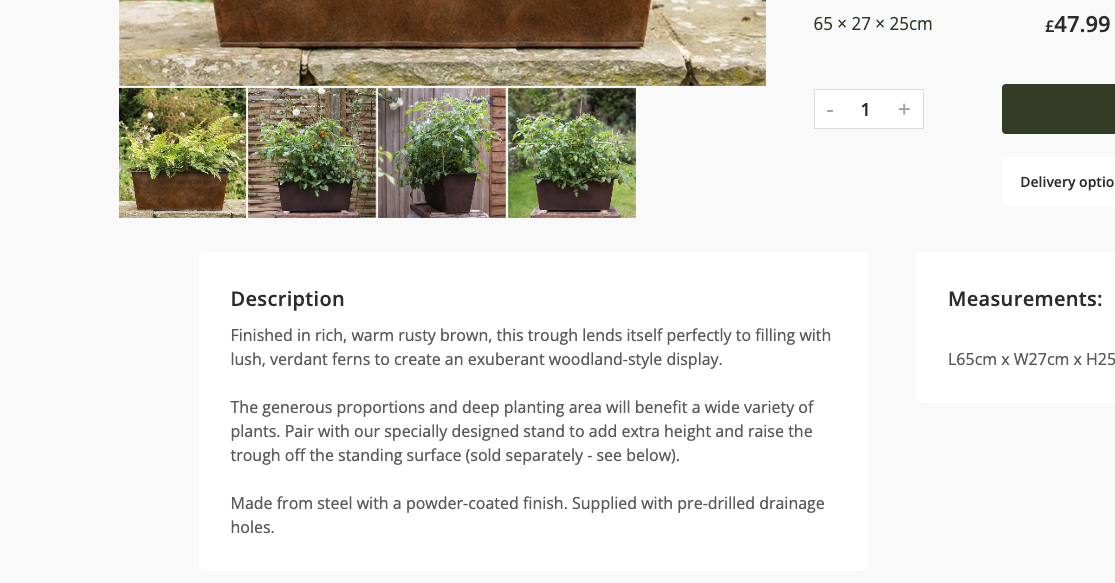 65 × 27 × 25cm
£47.99
- 1 +
Delivery optio
Description
Finished in rich, warm rusty brown, this trough lends itself perfectly to filling with
lush, verdant ferns to create an exuberant woodland-style display.
The generous proportions and deep planting area will benefit a wide variety of
plants. Pair with our specially designed stand to add extra height and raise the
trough off the standing surface (sold separately - see below).
Made from steel with a powder-coated finish. Supplied with pre-drilled drainage
holes.
Measurements:
L65cm x W27cm x H25